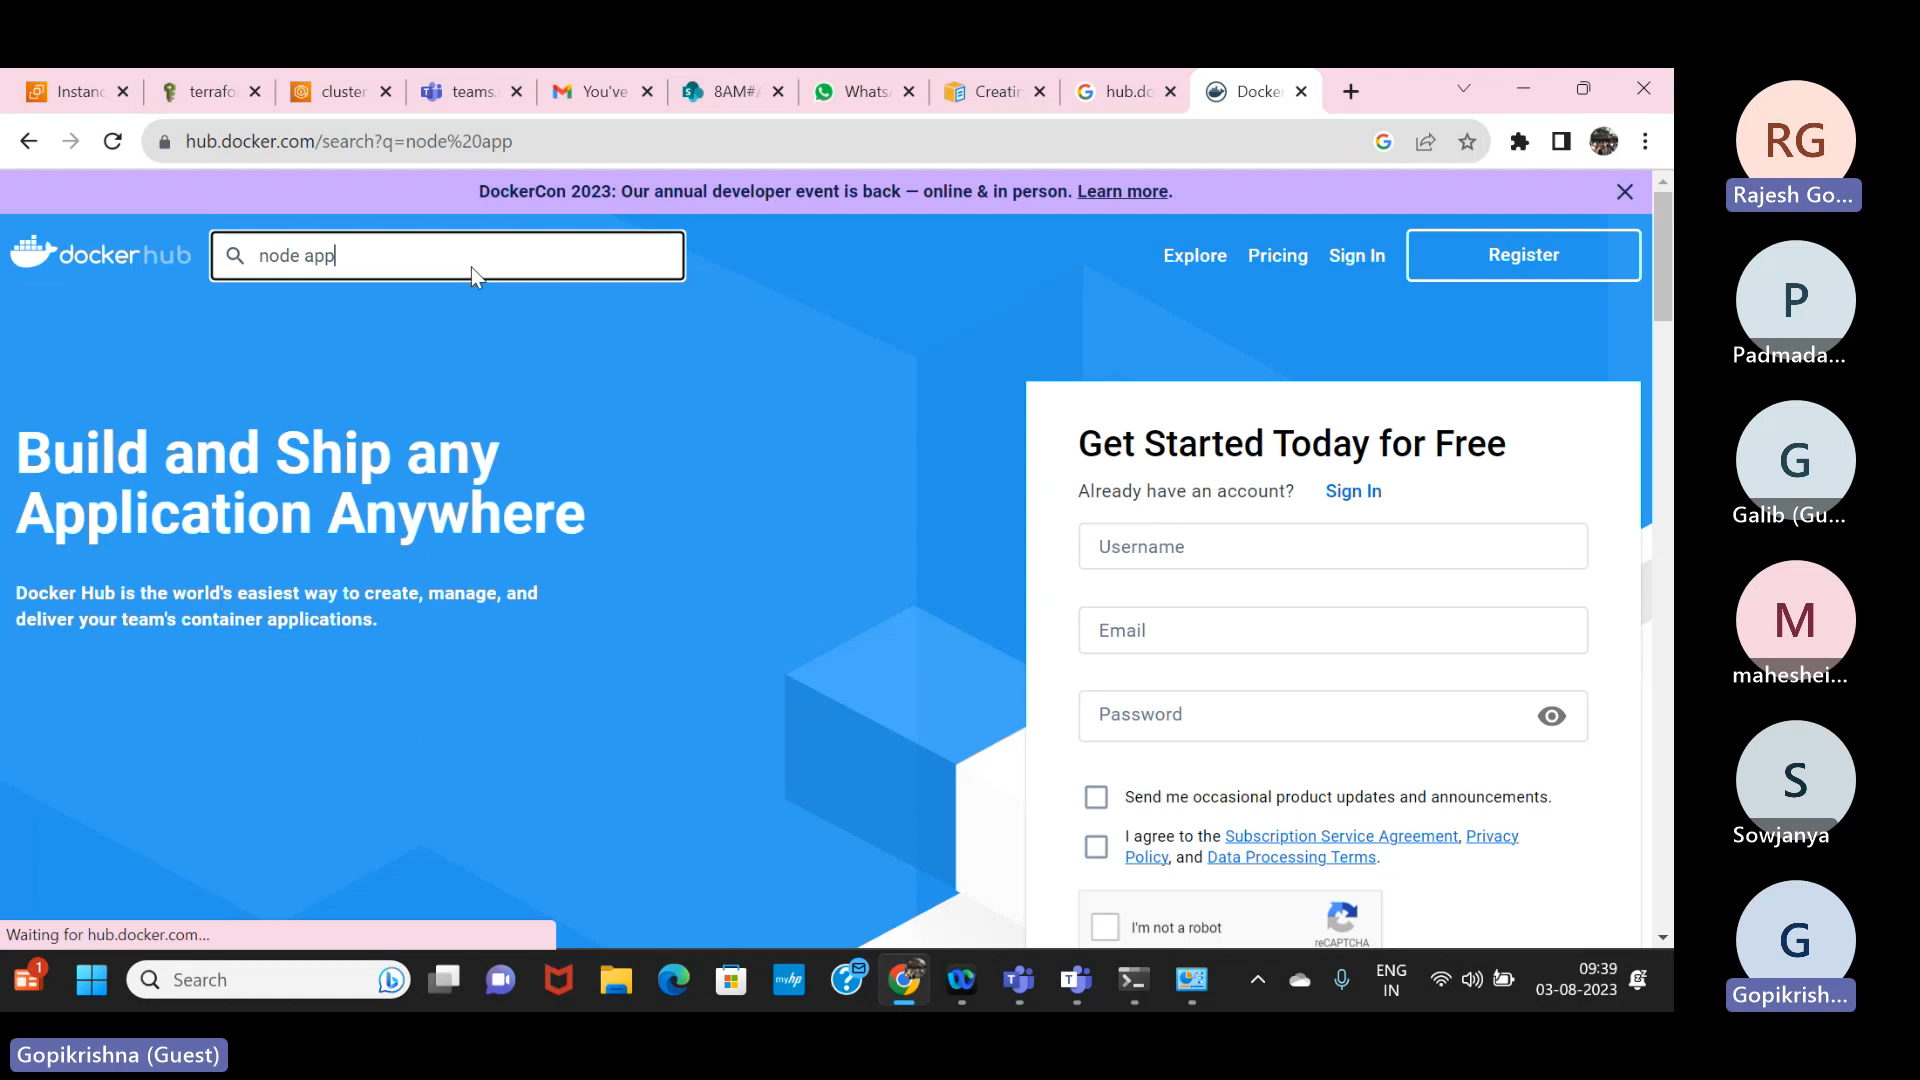 Instanc
terrafo
cluster
teams.
You've
8AM#
Whats
Creatin
hub.do
Docke
hub.docker.com/search?q=node%20app
DockerCon 2023: Our annual developer event is back — online & in person. Learn more.
dockerhub
node app
Explore
Pricing
Sign In
Register
Build and Ship any
Application Anywhere
Docker Hub is the world's easiest way to create, manage, and
deliver your team's container applications.
Get Started Today for Free
Already have an account? Sign In
Username
Email
Password
Send me occasional product updates and announcements.
I agree to the Subscription Service Agreement, Privacy
Policy, and Data Processing Terms.
I'm not a robot
reCAPTCHA
Waiting for hub.docker.com...
1
Search
myhp
ENG
IN
09:39
03-08-2023
RG
Rajesh Go...
P
Padmada...
G
Galib (Gu...
M
maheshei...
S
Sowjanya
G
Gopikrish...
Gopikrishna (Guest)